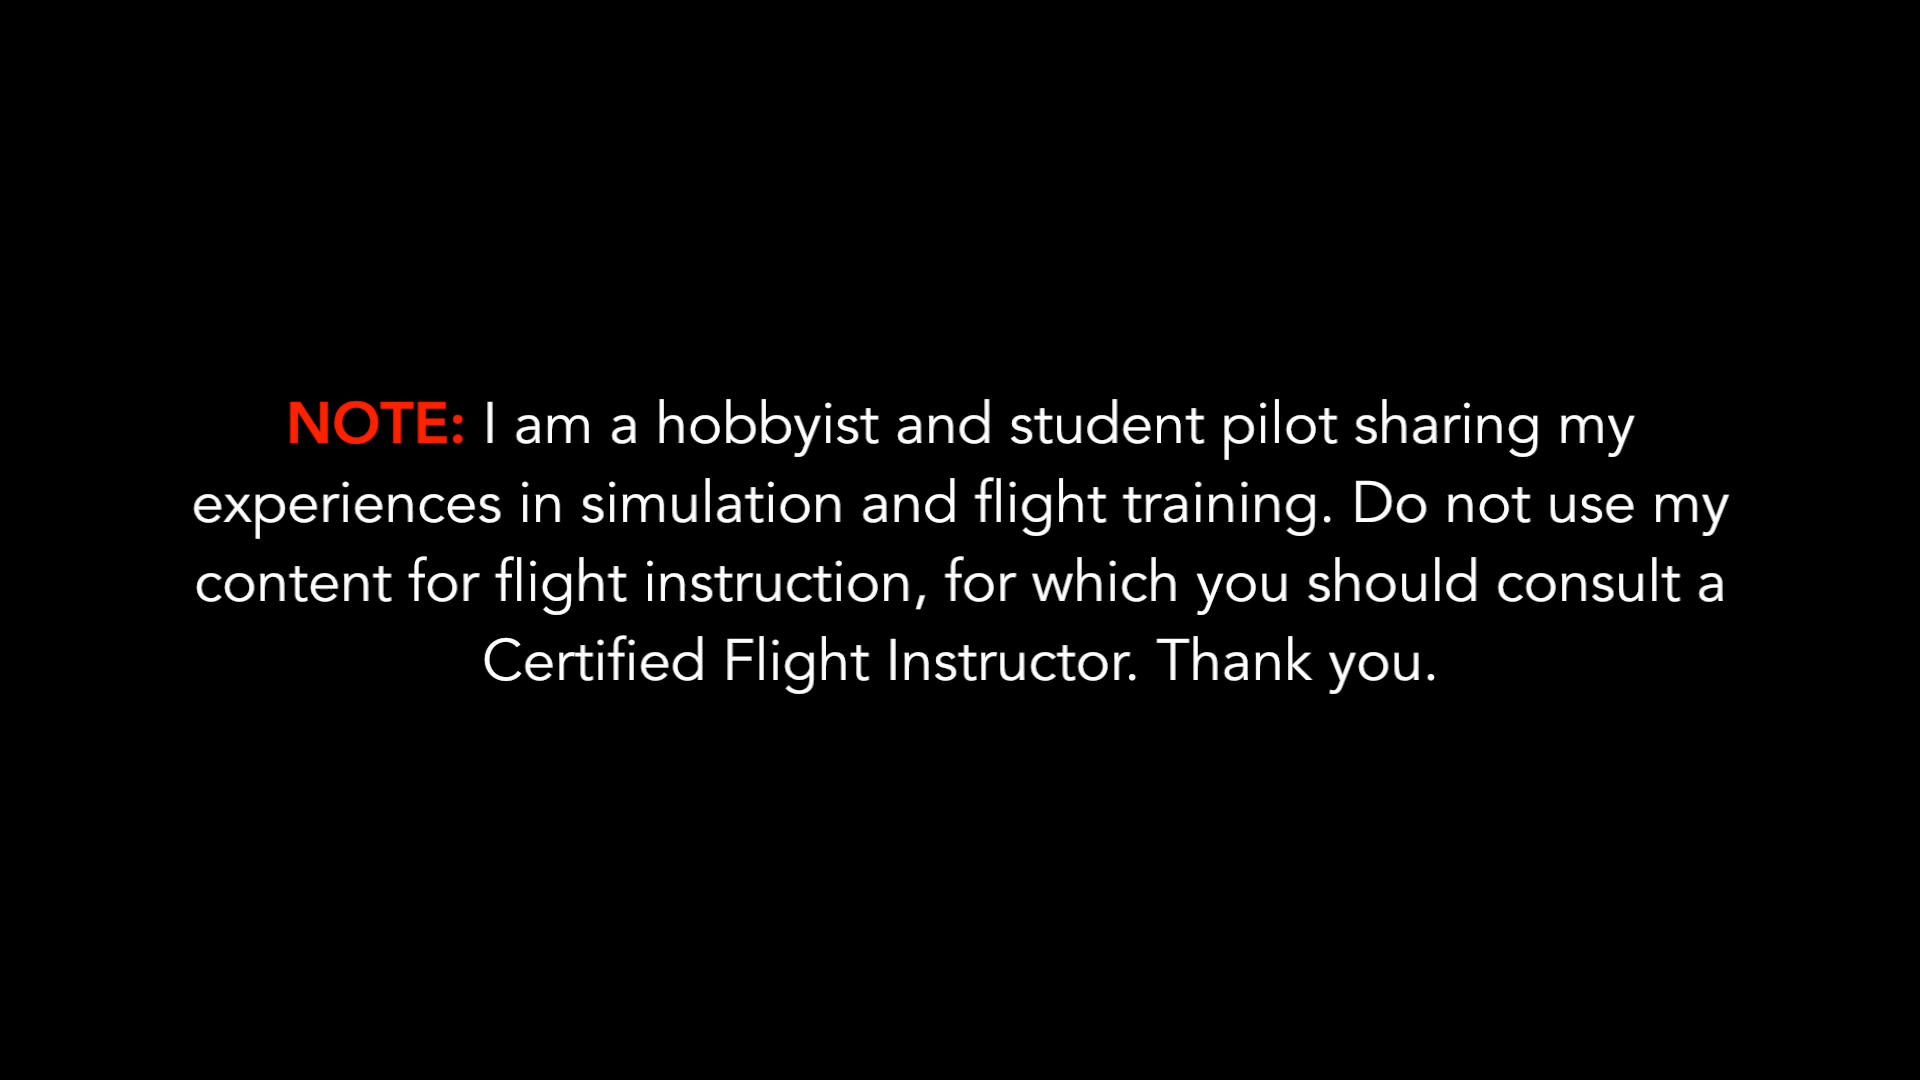 NOTE: I am a hobbyist and student pilot sharing my
experiences in simulation and flight training. Do not use my
content for flight instruction, for which you should consult a
Certified Flight Instructor. Thank you.